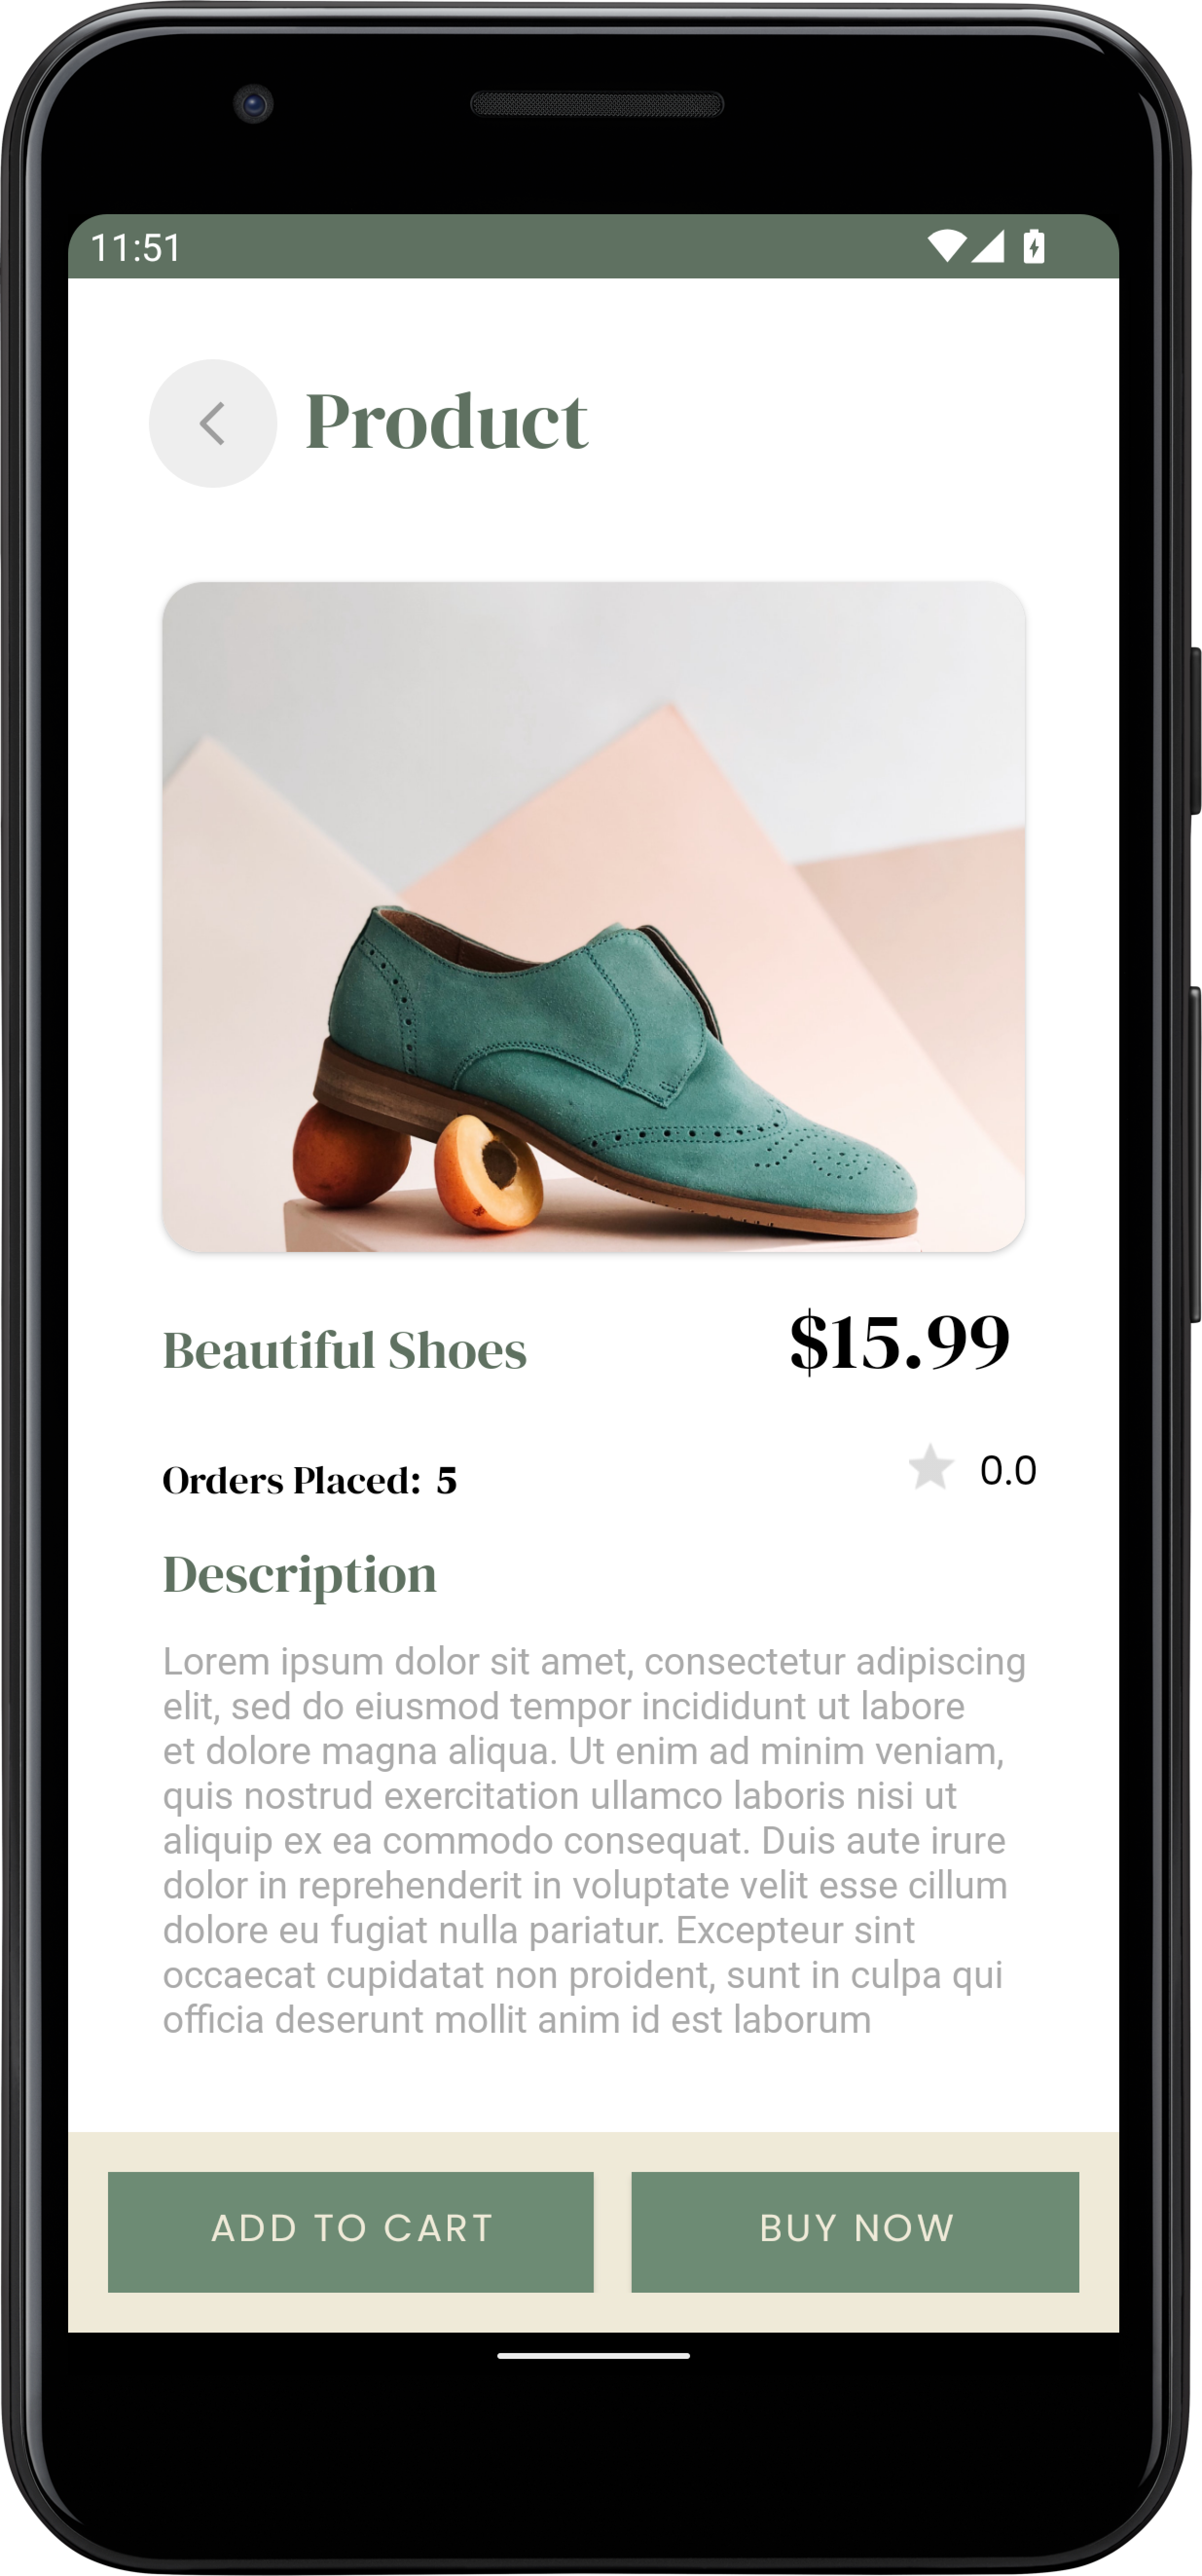 11:51
Product
Beautiful Shoes
$15.99
Orders Placed: 5
0.0
Description
Lorem ipsum dolor sit amet, consectetur adipiscing
elit, sed do eiusmod tempor incididunt ut labore
et dolore magna aliqua. Ut enim ad minim veniam,
quis nostrud exercitation ullamco laboris nisi ut
aliquip ex ea commodo consequat. Duis aute irure
dolor in reprehenderit in voluptate velit esse cillum
dolore eu fugiat nulla pariatur. Excepteur sint
occaecat cupidatat non proident, sunt in culpa qui
officia deserunt mollit anim id est laborum
ADD TO CART
BUY NOW